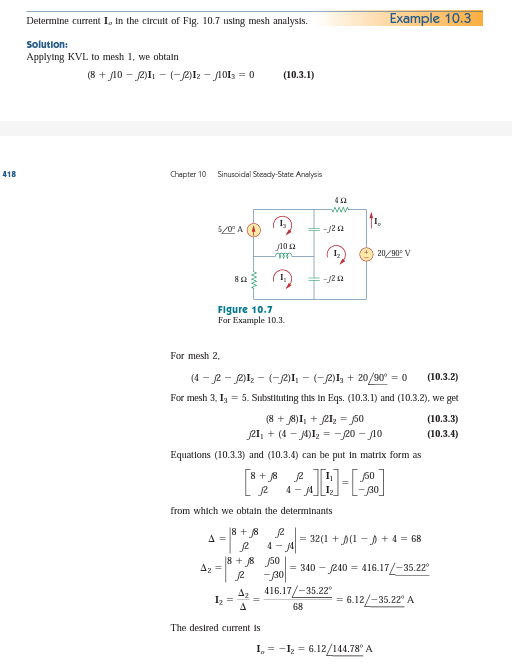 Determine current Iₒ in the circuit of Fig. 10.7 using mesh analysis.
Example 10.3
Solution:
Applying KVL to mesh 1, we obtain
(8 + j10 − j2)I₁ − (−j2)I₂ − j10I₃ = 0 (10.3.1)
418
Chapter 10 Sinusoidal Steady-State Analysis
4 Ω
5∠0° A
I₃
−j2 Ω
Iₒ
j10 Ω
I₂
20∠90° V
8 Ω
I₁
−j2 Ω
Figure 10.7
For Example 10.3.
For mesh 2,
(4 − j2 − j2)I₂ − (−j2)I₁ − (−j2)I₃ + 20∠90° = 0 (10.3.2)
For mesh 3, I₃ = 5. Substituting this in Eqs. (10.3.1) and (10.3.2), we get
(8 + j8)I₁ + j2I₂ = j50 (10.3.3)
j2I₁ + (4 − j4)I₂ = −j20 − j10 (10.3.4)
Equations (10.3.3) and (10.3.4) can be put in matrix form as
[8 + j8 j2; j2 4 − j4][I₁; I₂] = [j50; −j30]
from which we obtain the determinants
Δ = |8 + j8 j2; j2 4 − j4| = 32(1 + j)(1 − j) + 4 = 68
Δ₂ = |8 + j8 j50; j2 −j30| = 340 − j240 = 416.17∠−35.22°
I₂ = Δ₂/Δ = 416.17∠−35.22°/68 = 6.12∠−35.22° A
The desired current is
Iₒ = −I₂ = 6.12∠144.78° A